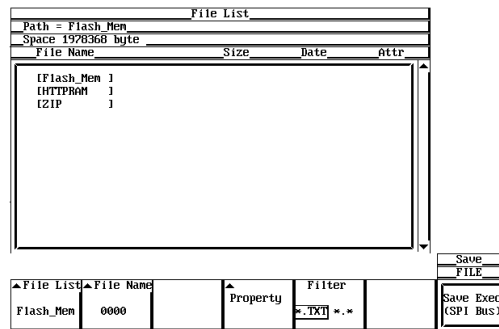 File List
Path = Flash_Mem
Space 1978368 byte
File Name Size Date Attr
[Flash_Mem ]
[HTTPRAM ]
[ZIP ]
Save
FILE
▲File List ▲File Name ▲ Filter
Property
Flash_Mem 0000 *.TXT *.*
Save Exec
(SPI Bus)